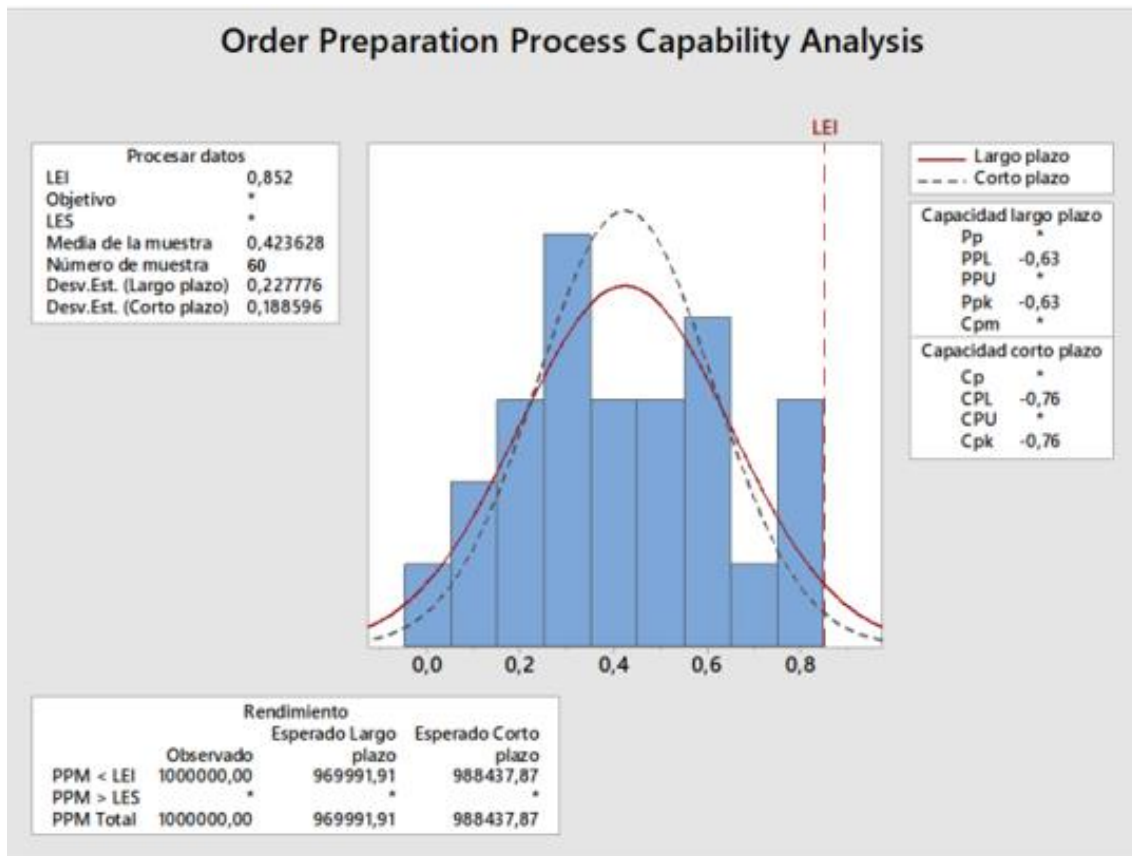 Order Preparation Process Capability Analysis
LEI
Procesar datos
LEI 0,852
Objetivo *
LES *
Media de la muestra 0,423628
Número de muestra 60
Desv.Est. (Largo plazo) 0,227776
Desv.Est. (Corto plazo) 0,188596
Largo plazo
Corto plazo
Capacidad largo plazo
Pp *
PPL -0,63
PPU *
Ppk -0,63
Cpm *
Capacidad corto plazo
Cp *
CPL -0,76
CPU *
Cpk -0,76
0,0 0,2 0,4 0,6 0,8
Rendimiento
Esperado Largo Esperado Corto
Observado plazo plazo
PPM < LEI 1000000,00 969991,91 988437,87
PPM > LES * * *
PPM Total 1000000,00 969991,91 988437,87